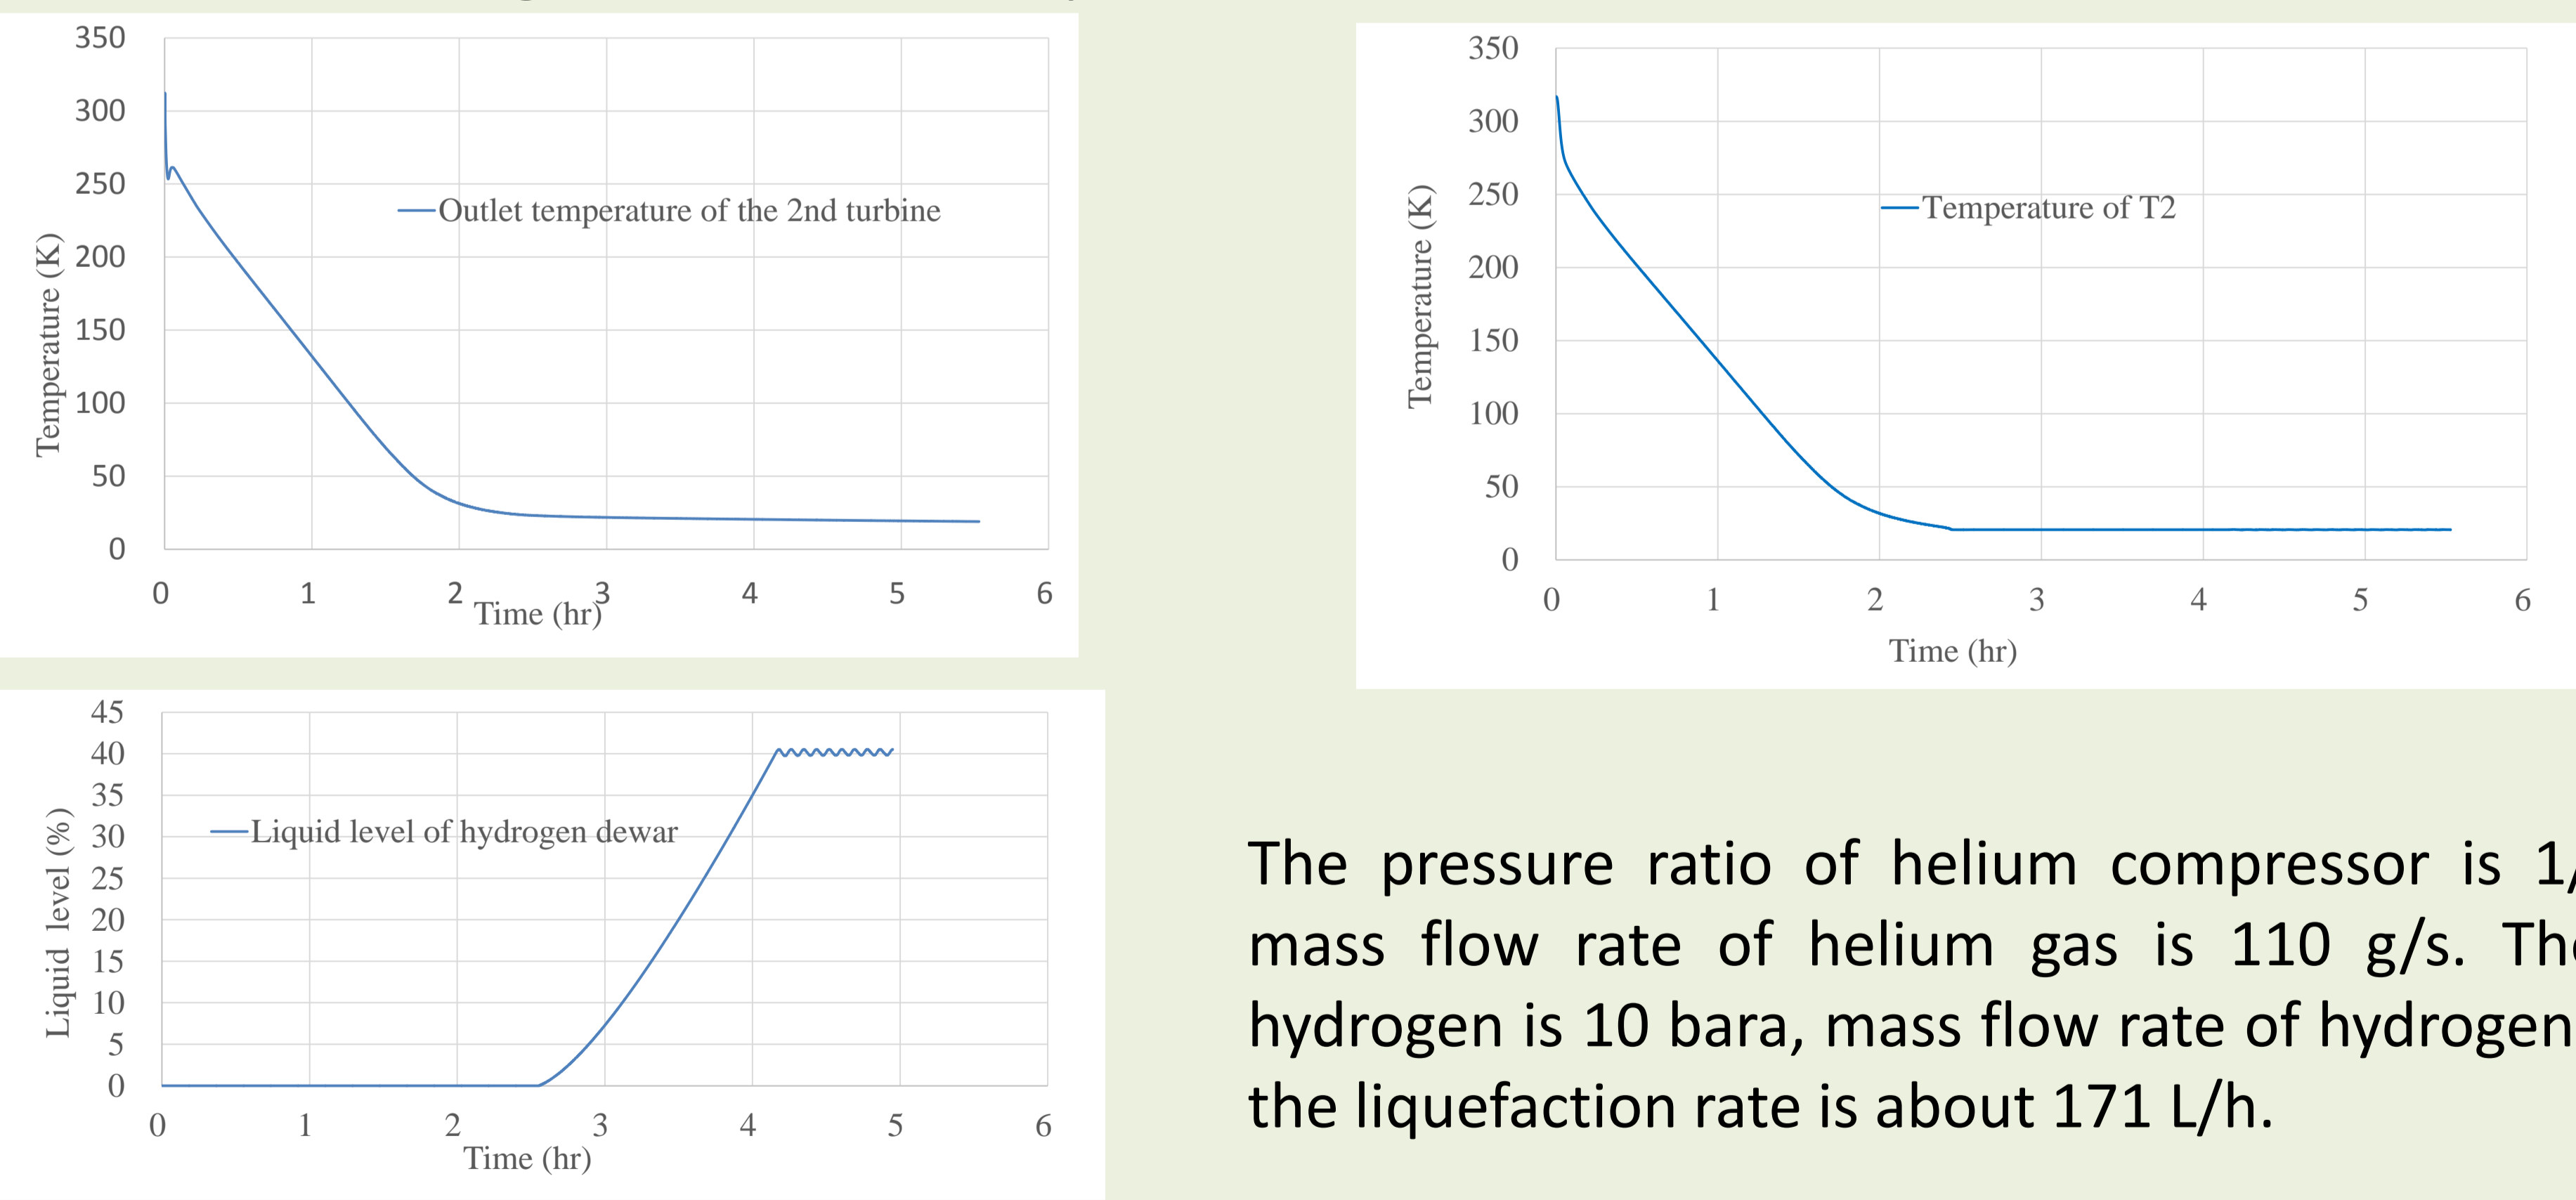 350
300
250
200
150
100
50
0
Temperature (K)
Outlet temperature of the 2nd turbine
0 1 2 3 4 5 6
Time (hr)
350
300
250
200
150
100
50
0
Temperature (K)
Temperature of T2
0 1 2 3 4 5 6
Time (hr)
45
40
35
30
25
20
15
10
5
0
Liquid level (%)
Liquid level of hydrogen dewar
0 1 2 3 4 5 6
Time (hr)
The pressure ratio of helium compressor is 1/
mass flow rate of helium gas is 110 g/s. The
hydrogen is 10 bara, mass flow rate of hydrogen
the liquefaction rate is about 171 L/h.